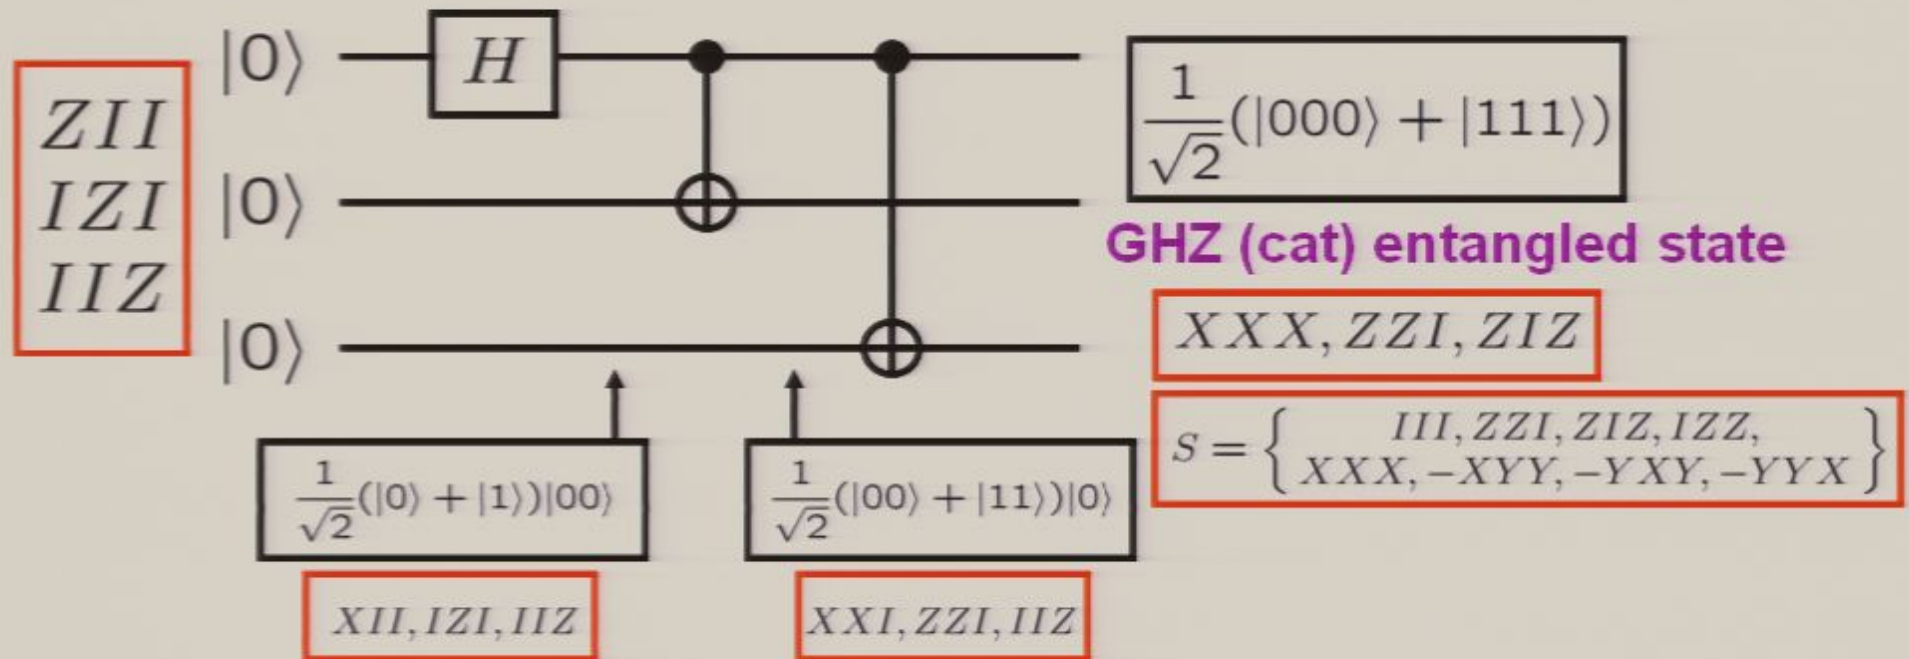 ZII
IZI
IIZ
|0⟩
|0⟩
|0⟩
H
1/√2(|000⟩ + |111⟩)
GHZ (cat) entangled state
XXX, ZZI, ZIZ
S = { III, ZZI, ZIZ, IZZ,
XXX, −XYY, −YXY, −YYX }
1/√2(|0⟩ + |1⟩)|00⟩
1/√2(|00⟩ + |11⟩)|0⟩
XII, IZI, IIZ
XXI, ZZI, IIZ